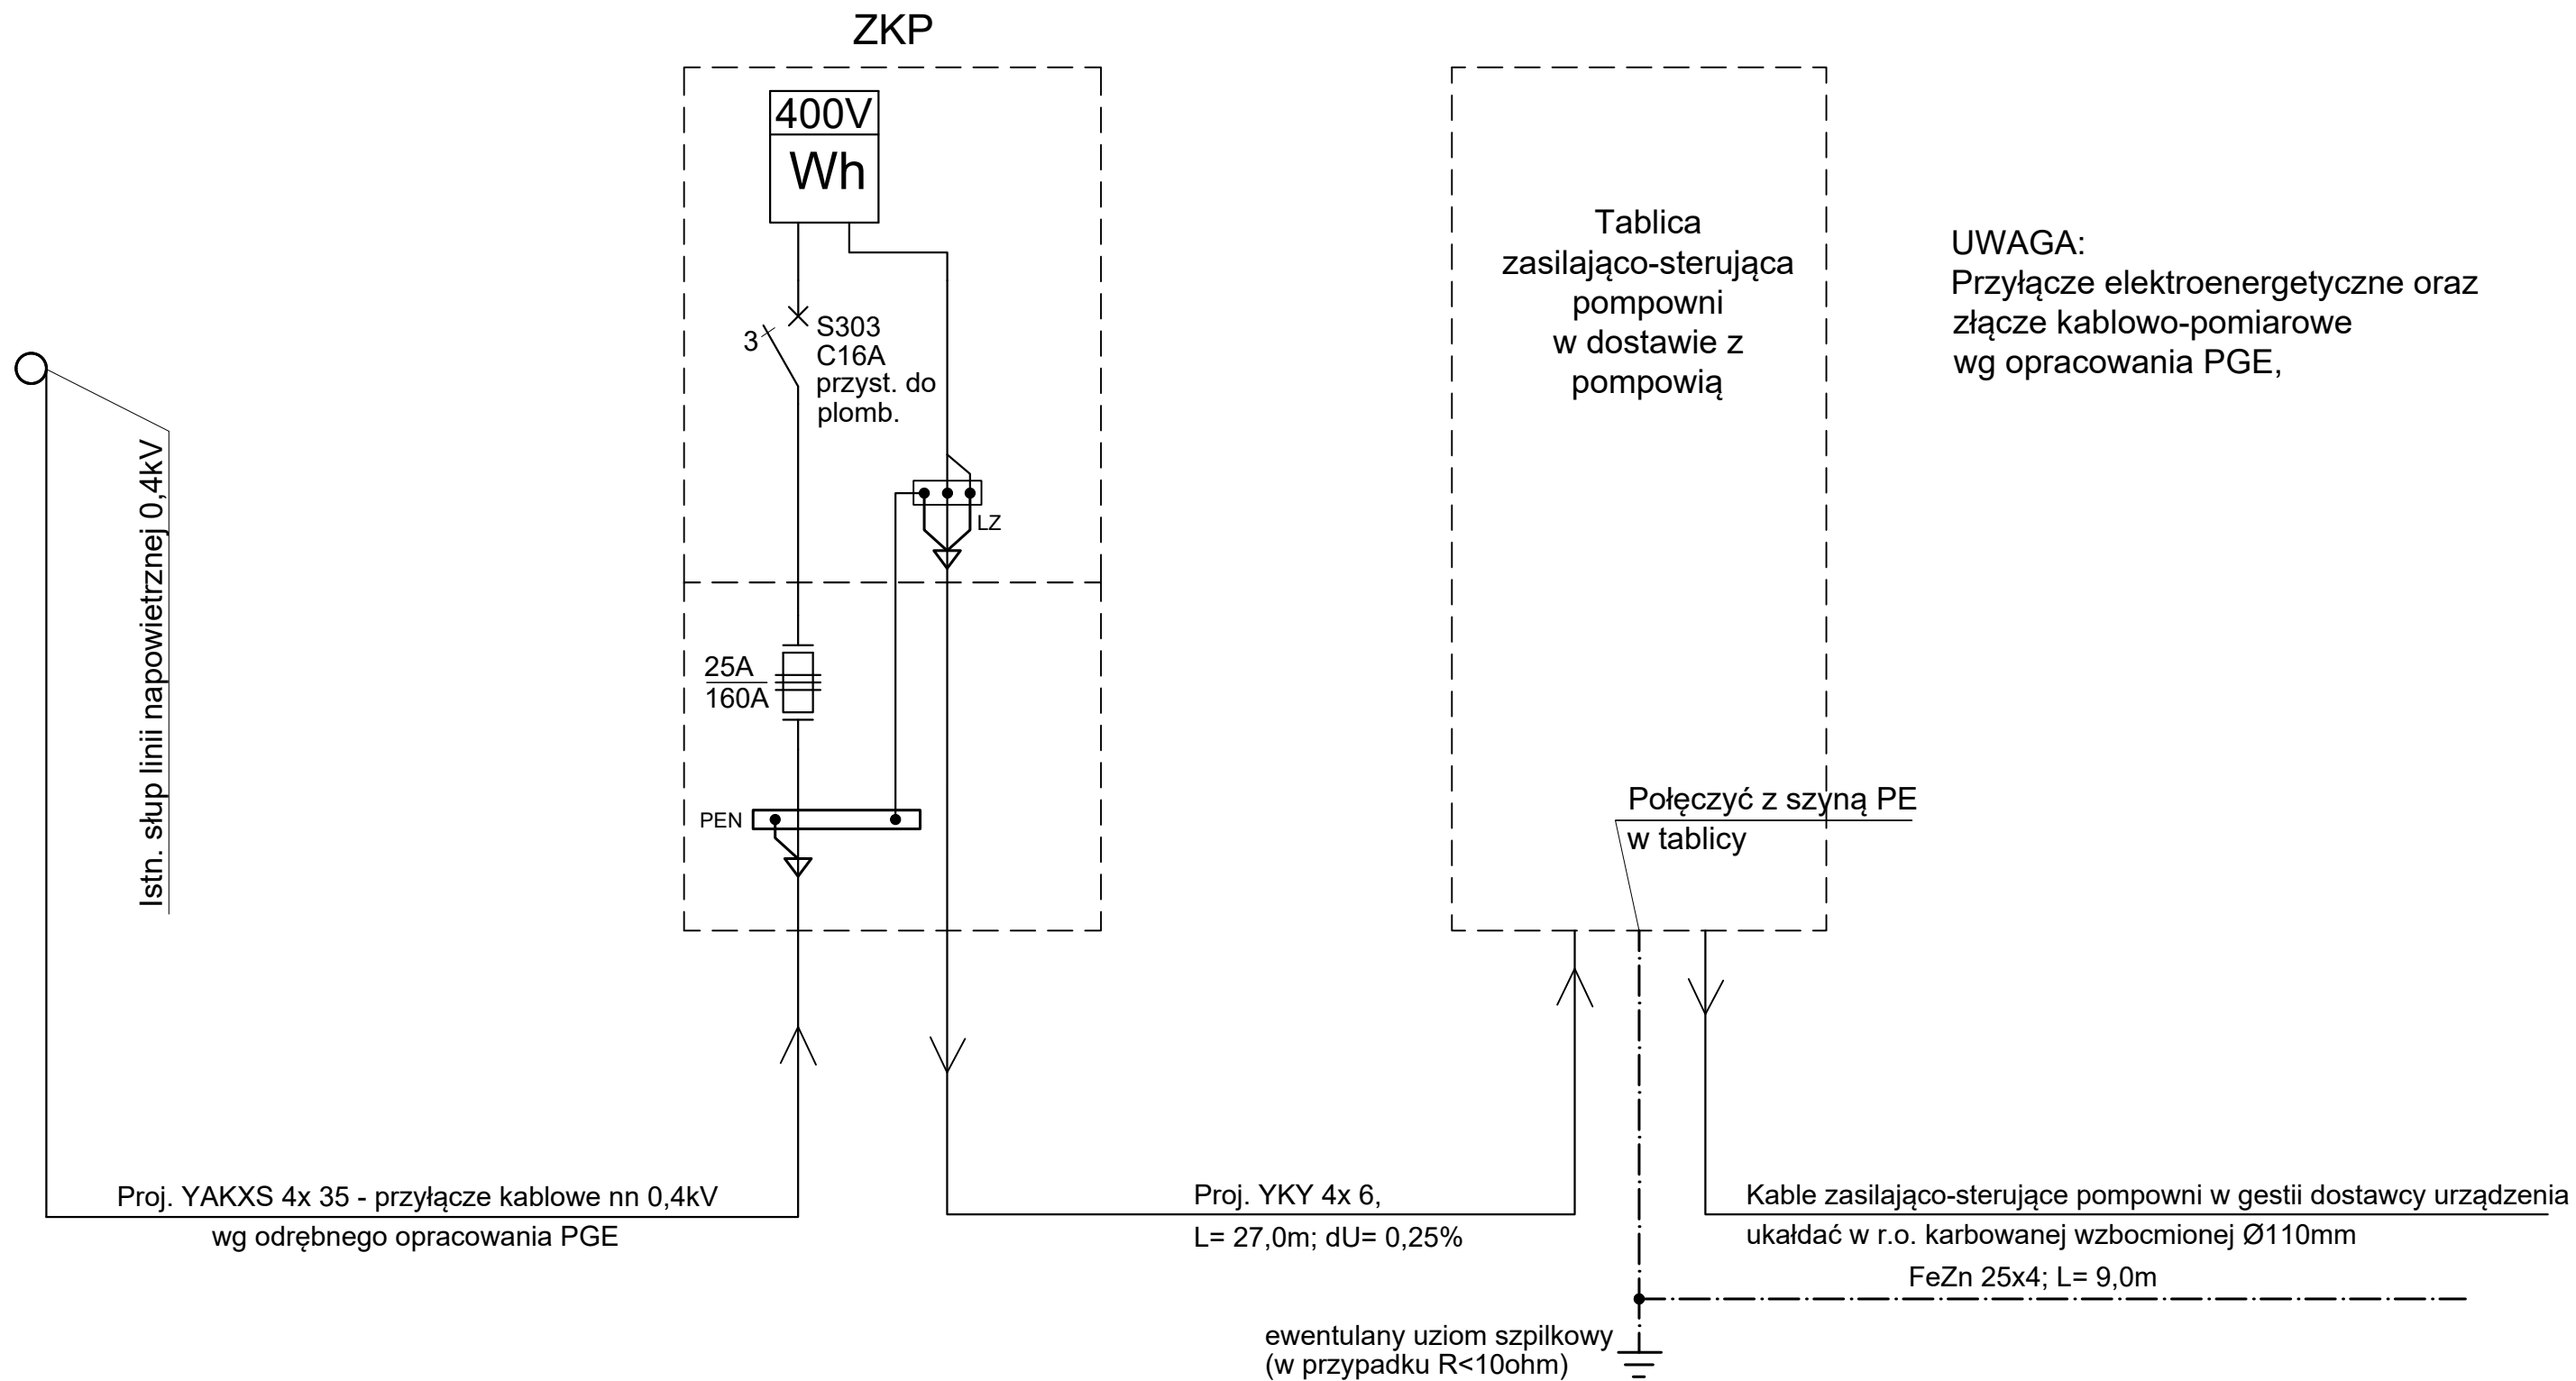 ZKP
400V
Wh
3
S303
C16A
przyst. do
plomb.
LZ
25A
160A
PEN
Istn. słup linii napowietrznej 0,4kV
Tablica
zasilająco-sterująca
pompowni
w dostawie z
pompowią
UWAGA:
Przyłącze elektroenergetyczne oraz
złącze kablowo-pomiarowe
wg opracowania PGE,
Połęczyć z szyną PE
w tablicy
Proj. YAKXS 4x 35 - przyłącze kablowe nn 0,4kV
wg odrębnego opracowania PGE
Proj. YKY 4x 6,
L= 27,0m; dU= 0,25%
Kable zasilająco-sterujące pompowni w gestii dostawcy urządzenia
ukałdać w r.o. karbowanej wzbocmionej Ø110mm
FeZn 25x4; L= 9,0m
ewentulany uziom szpilkowy
(w przypadku R<10ohm)